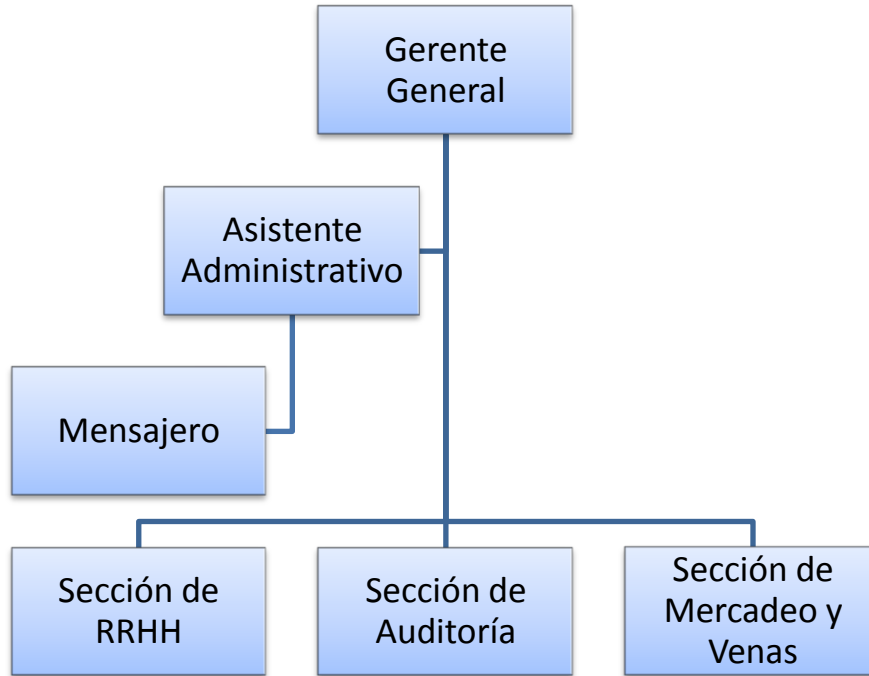 Gerente
General
Asistente
Administrativo
Mensajero
Sección de
RRHH
Sección de
Auditoría
Sección de
Mercadeo y
Venas